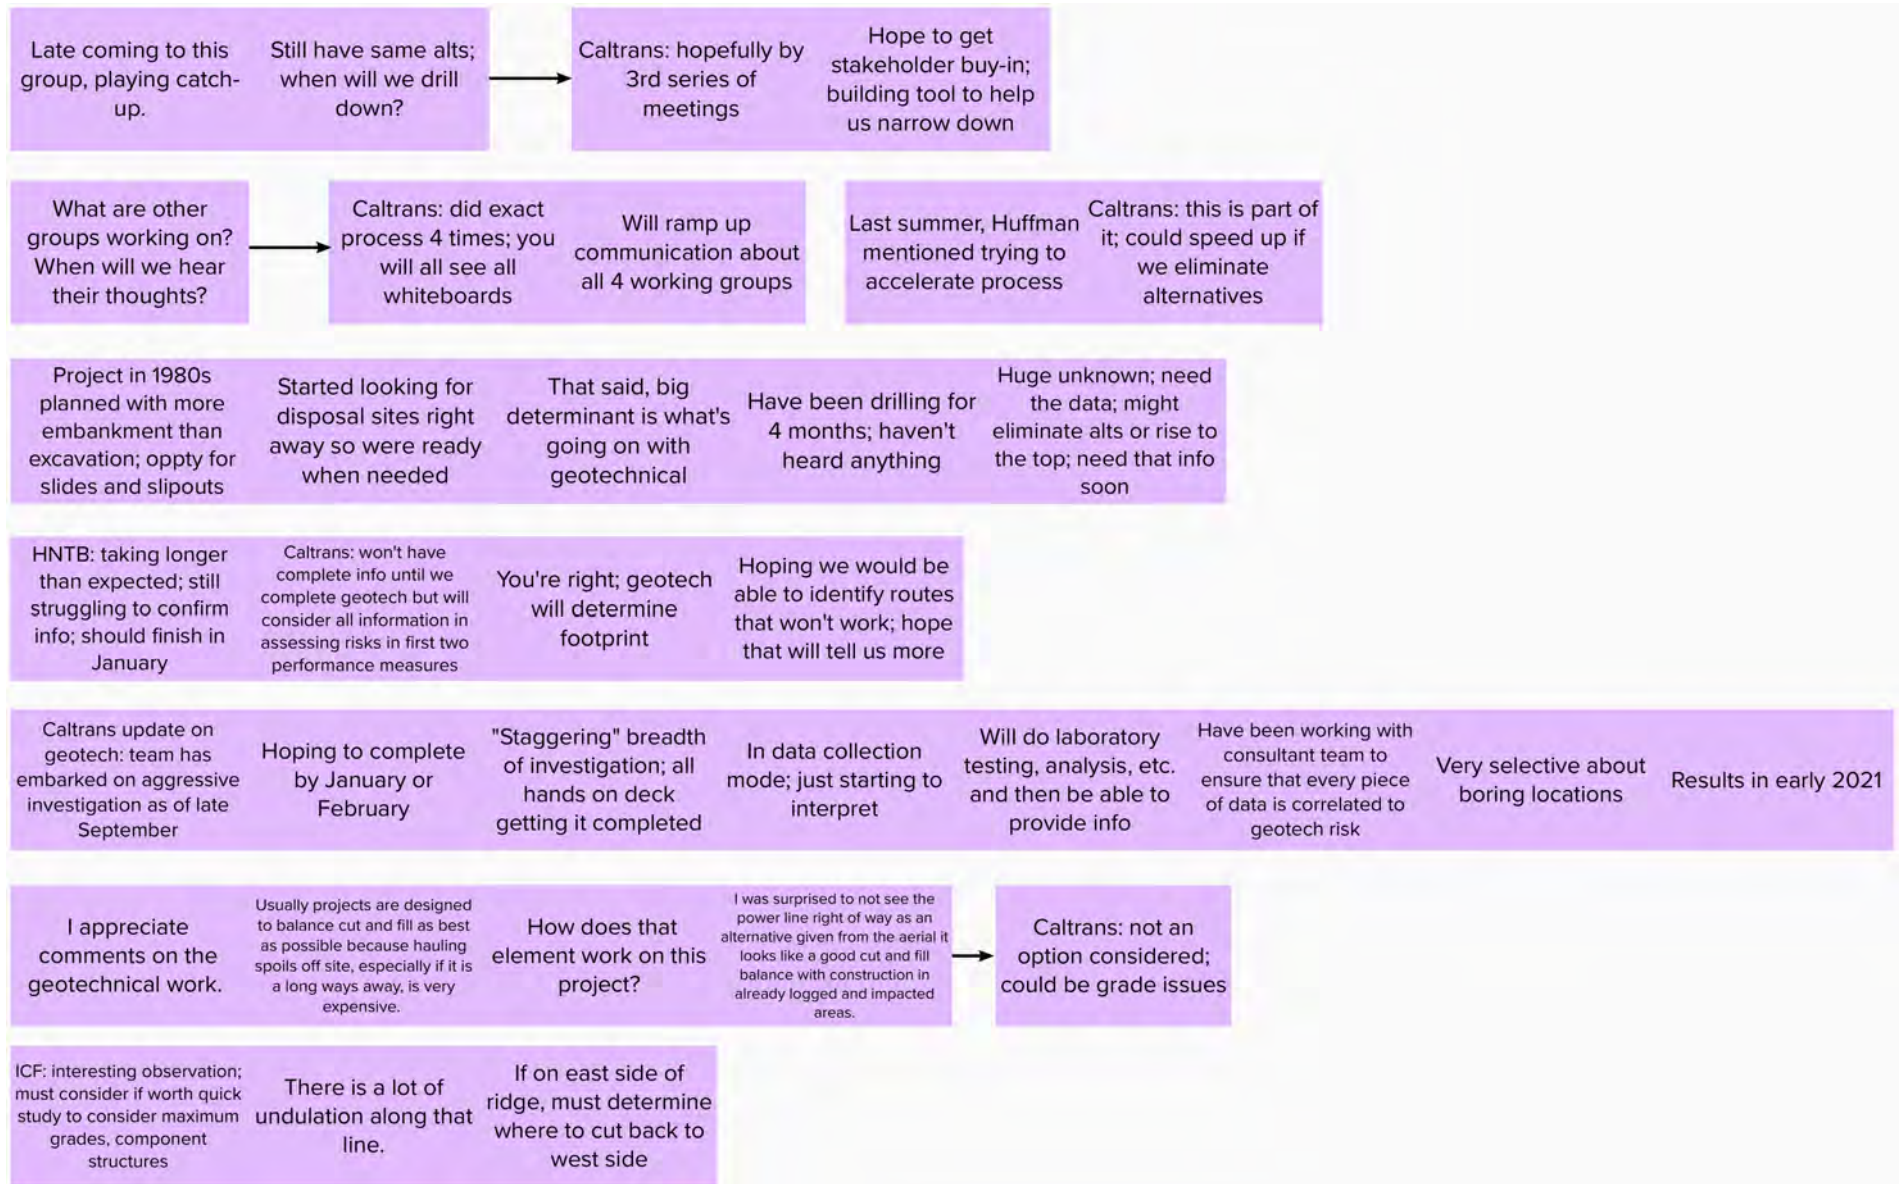 Late coming to this
group, playing catch-
up.
Still have same alts;
when will we drill
down?
Caltrans: hopefully by
3rd series of
meetings
Hope to get
stakeholder buy-in;
building tool to help
us narrow down
What are other
groups working on?
When will we hear
their thoughts?
Caltrans: did exact
process 4 times; you
will all see all
whiteboards
Will ramp up
communication about
all 4 working groups
Last summer, Huffman
mentioned trying to
accelerate process
Caltrans: this is part of
it; could speed up if
we eliminate
alternatives
Project in 1980s
planned with more
embankment than
excavation; oppty for
slides and slipouts
Started looking for
disposal sites right
away so were ready
when needed
That said, big
determinant is what's
going on with
geotechnical
Have been drilling for
4 months; haven't
heard anything
Huge unknown; need
the data; might
eliminate alts or rise to
the top; need that info
soon
HNTB: taking longer
than expected; still
struggling to confirm
info; should finish in
January
Caltrans: won't have
complete info until we
complete geotech but will
consider all information in
assessing risks in first two
performance measures
You're right; geotech
will determine
footprint
Hoping we would be
able to identify routes
that won't work; hope
that will tell us more
Caltrans update on
geotech: team has
embarked on aggressive
investigation as of late
September
Hoping to complete
by January or
February
"Staggering" breadth
of investigation; all
hands on deck
getting it completed
In data collection
mode; just starting to
interpret
Will do laboratory
testing, analysis, etc.
and then be able to
provide info
Have been working with
consultant team to
ensure that every piece
of data is correlated to
geotech risk
Very selective about
boring locations
Results in early 2021
I appreciate
comments on the
geotechnical work.
Usually projects are designed
to balance cut and fill as best
as possible because hauling
spoils off site, especially if it is
a long ways away, is very
expensive.
How does that
element work on this
project?
I was surprised to not see the
power line right of way as an
alternative given from the aerial it
looks like a good cut and fill
balance with construction in
already logged and impacted
areas.
Caltrans: not an
option considered;
could be grade issues
ICF: interesting observation;
must consider if worth quick
study to consider maximum
grades, component
structures
There is a lot of
undulation along that
line.
If on east side of
ridge, must determine
where to cut back to
west side